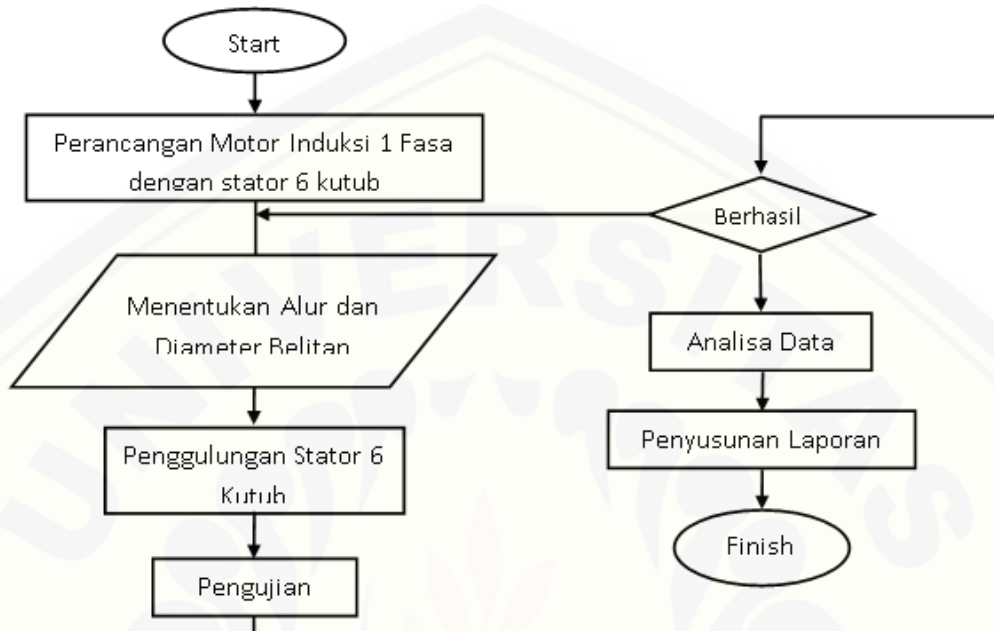 Start
Perancangan Motor Induksi 1 Fasa
dengan stator 6 kutub
Menentukan Alur dan
Diameter Belitan
Penggulungan Stator 6
Kutub
Pengujian
Berhasil
Analisa Data
Penyusunan Laporan
Finish
UNIVERSITAS